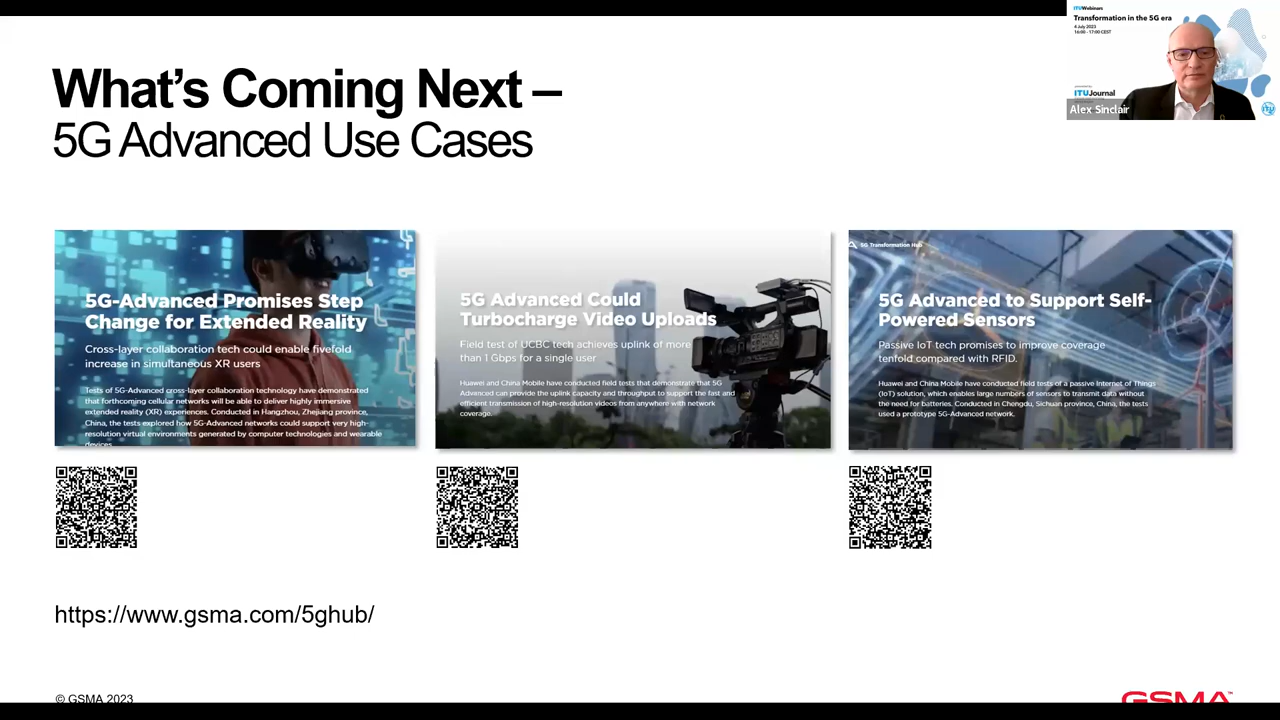 ITUWebinars
Transformation in the 5G era
4 July 2023
16:00 - 17:00 CEST
ITUJournal
Alex Sinclair
What's Coming Next –
5G Advanced Use Cases
5G-Advanced Promises Step
Change for Extended Reality
Cross-layer collaboration tech could enable fivefold
increase in simultaneous XR users
Tests of 5G-Advanced cross-layer collaboration technology have demonstrated
that forthcoming cellular networks will be able to deliver highly immersive
extended reality (XR) experiences. Conducted in Hangzhou, Zhejiang province,
China, the tests explored how 5G-Advanced networks could support very high-
resolution virtual environments generated by computer technologies and wearable
devices.
5G Advanced Could
Turbocharge Video Uploads
Field test of UCBC tech achieves uplink of more
than 1 Gbps for a single user
Huawei and China Mobile have conducted field tests that demonstrate that 5G
Advanced can provide the uplink capacity and throughput to support the fast and
efficient transmission of high-resolution videos from anywhere with network
coverage.
5G Transformation Hub
5G Advanced to Support Self-
Powered Sensors
Passive IoT tech promises to improve coverage
tenfold compared with RFID.
Huawei and China Mobile have conducted field tests of a passive Internet of Things
(IoT) solution, which enables large numbers of sensors to transmit data without
the need for batteries. Conducted in Chengdu, Sichuan province, China, the tests
used a prototype 5G-Advanced network.
https://www.gsma.com/5ghub/
© GSMA 2023
GSMA™